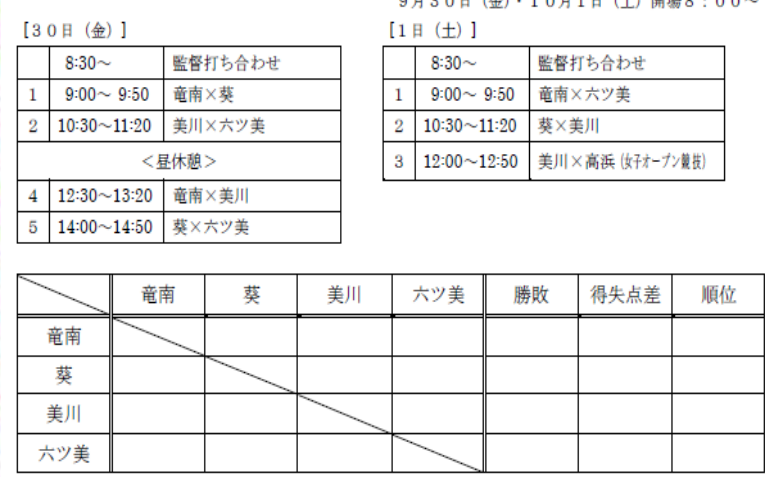 9月30日（金）・10月1日（土）開場8：00～
[30日（金）]
8:30～ 監督打ち合わせ
1 9:00～ 9:50 竜南×葵
2 10:30～11:20 美川×六ツ美
＜昼休憩＞
4 12:30～13:20 竜南×美川
5 14:00～14:50 葵×六ツ美
[1日（土）]
8:30～ 監督打ち合わせ
1 9:00～ 9:50 竜南×六ツ美
2 10:30～11:20 葵×美川
3 12:00～12:50 美川×高浜（女子オープン競技）
竜南 葵 美川 六ツ美 勝敗 得失点差 順位
竜南
葵
美川
六ツ美